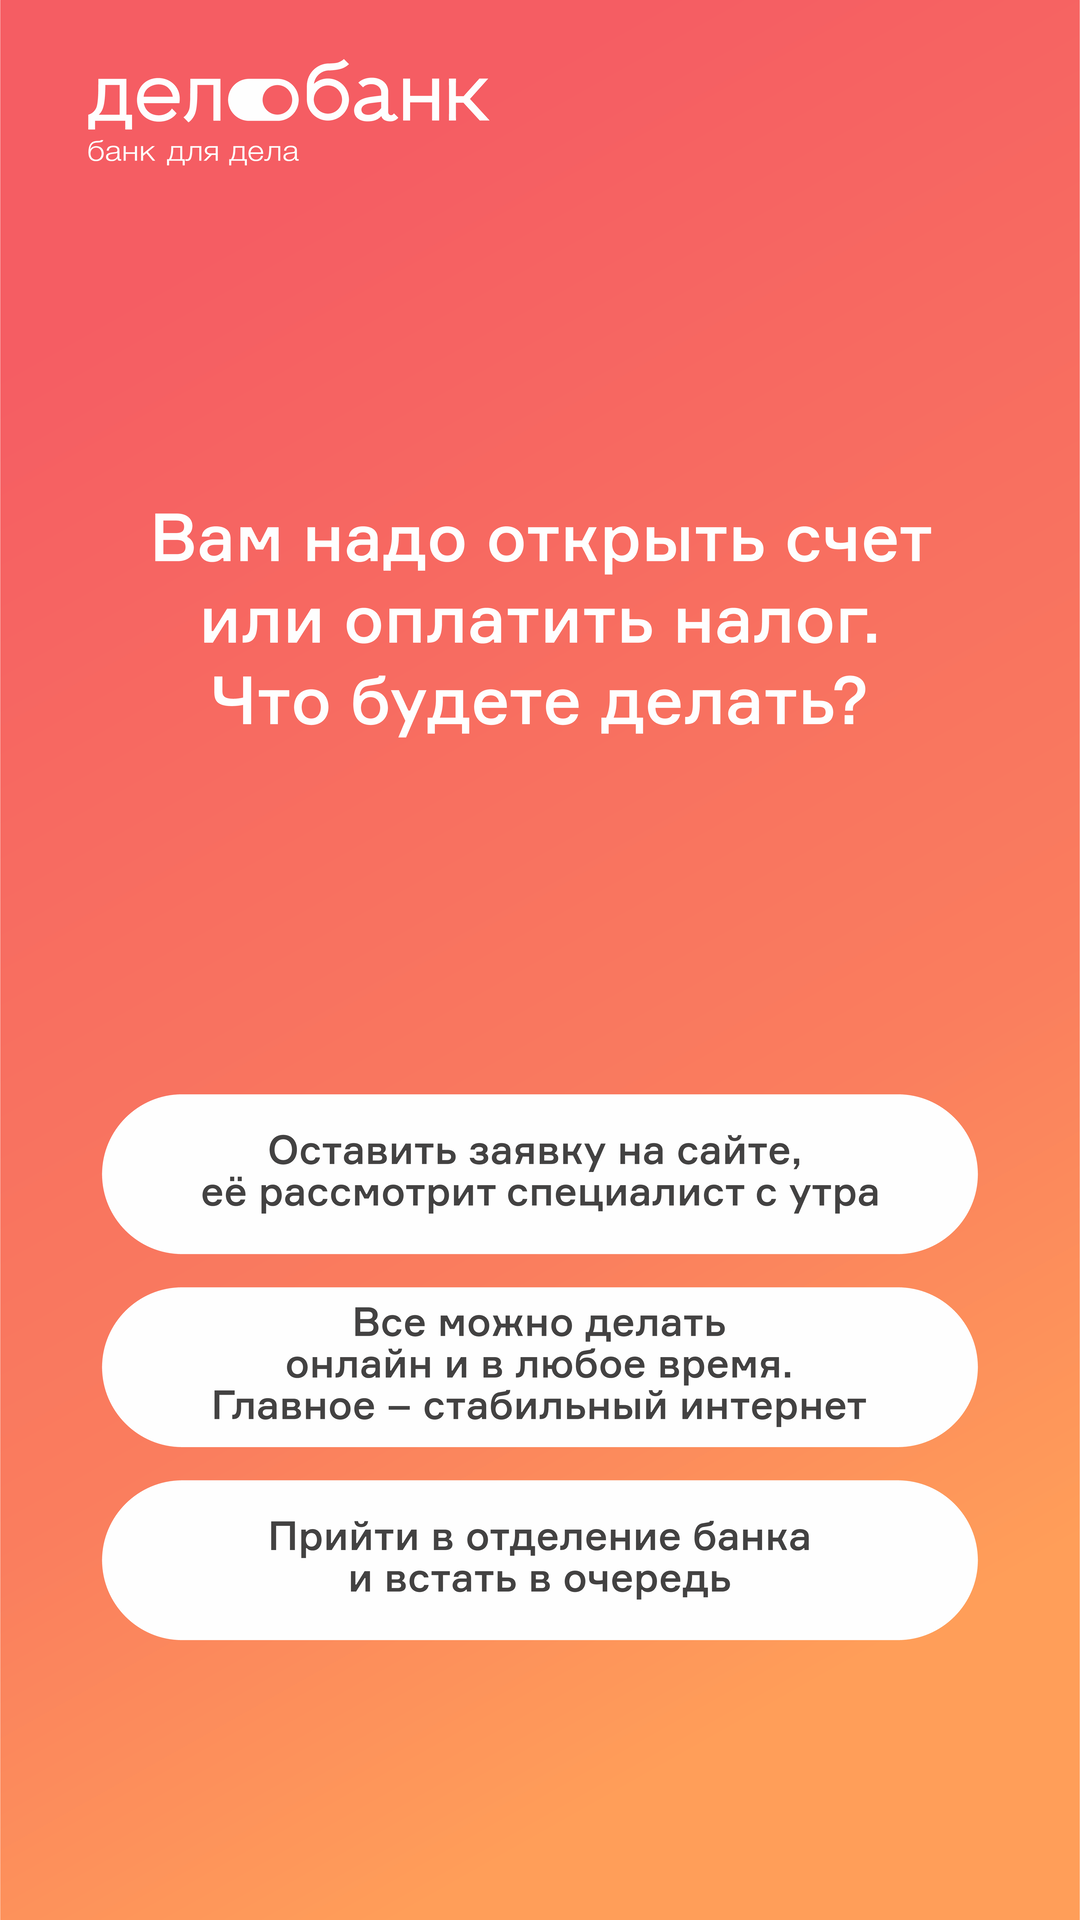 делобанк
банк для дела
Вам надо открыть счет
или оплатить налог.
Что будете делать?
Оставить заявку на сайте,
её рассмотрит специалист с утра
Все можно делать
онлайн и в любое время.
Главное – стабильный интернет
Прийти в отделение банка
и встать в очередь